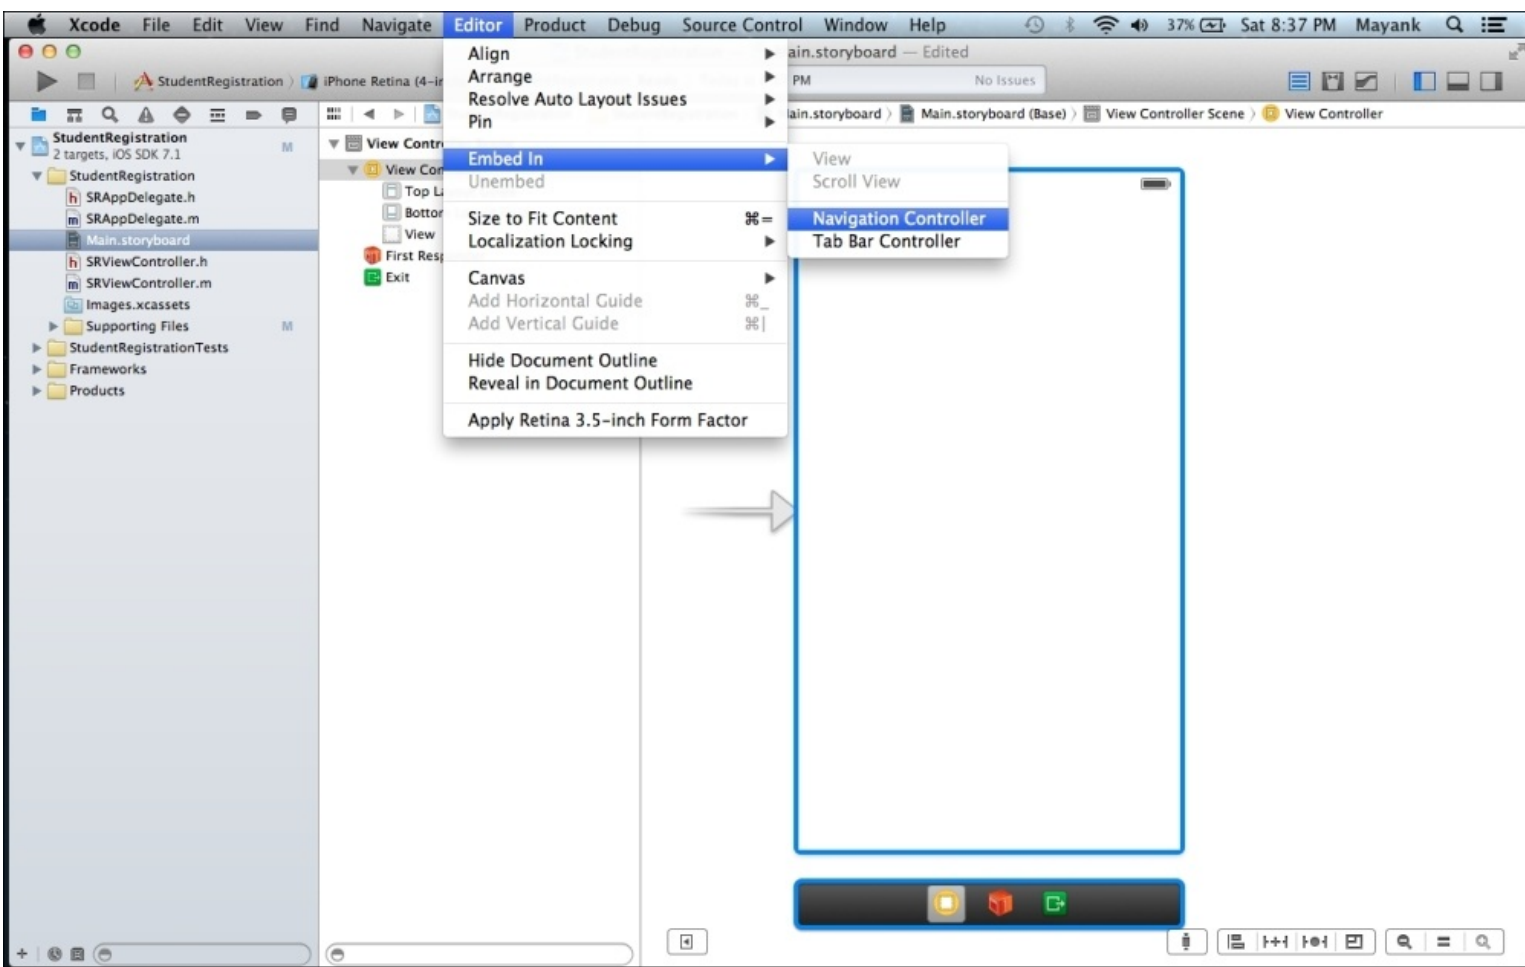 Xcode File Edit View Find Navigate Editor Product Debug Source Control Window Help 37% Sat 8:37 PM Mayank
ain.storyboard — Edited
StudentRegistration iPhone Retina (4-in
PM No Issues
ain.storyboard Main.storyboard (Base) View Controller Scene View Controller
StudentRegistration M
2 targets, iOS SDK 7.1
StudentRegistration
SRAppDelegate.h
SRAppDelegate.m
Main.storyboard
SRViewController.h
SRViewController.m
Images.xcassets
Supporting Files M
StudentRegistrationTests
Frameworks
Products
View Contr
View Con
Top La
Bottor
View
First Resp
Exit
Align
Arrange
Resolve Auto Layout Issues
Pin
Embed In
Unembed
Size to Fit Content ⌘=
Localization Locking
Canvas
Add Horizontal Guide ⌘_
Add Vertical Guide ⌘|
Hide Document Outline
Reveal in Document Outline
Apply Retina 3.5-inch Form Factor
View
Scroll View
Navigation Controller
Tab Bar Controller